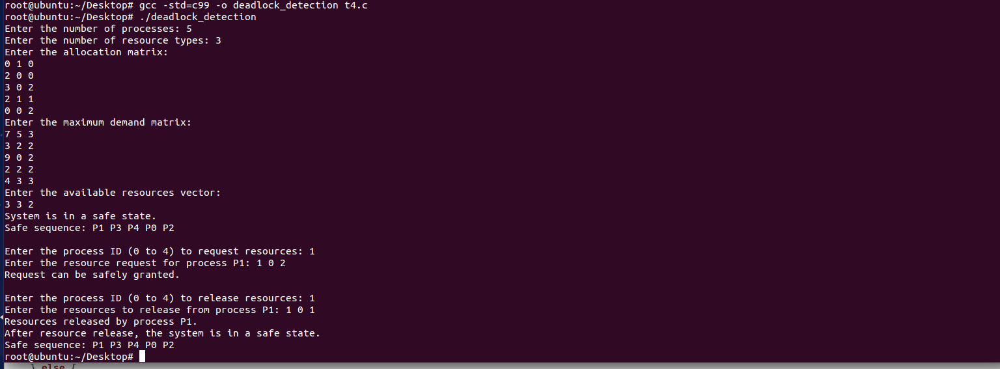 root@ubuntu:~/Desktop# gcc -std=c99 -o deadlock_detection t4.c
root@ubuntu:~/Desktop# ./deadlock_detection
Enter the number of processes: 5
Enter the number of resource types: 3
Enter the allocation matrix:
0 1 0
2 0 0
3 0 2
2 1 1
0 0 2
Enter the maximum demand matrix:
7 5 3
3 2 2
9 0 2
2 2 2
4 3 3
Enter the available resources vector:
3 3 2
System is in a safe state.
Safe sequence: P1 P3 P4 P0 P2
Enter the process ID (0 to 4) to request resources: 1
Enter the resource request for process P1: 1 0 2
Request can be safely granted.
Enter the process ID (0 to 4) to release resources: 1
Enter the resources to release from process P1: 1 0 1
Resources released by process P1.
After resource release, the system is in a safe state.
Safe sequence: P1 P3 P4 P0 P2
root@ubuntu:~/Desktop#
} else {